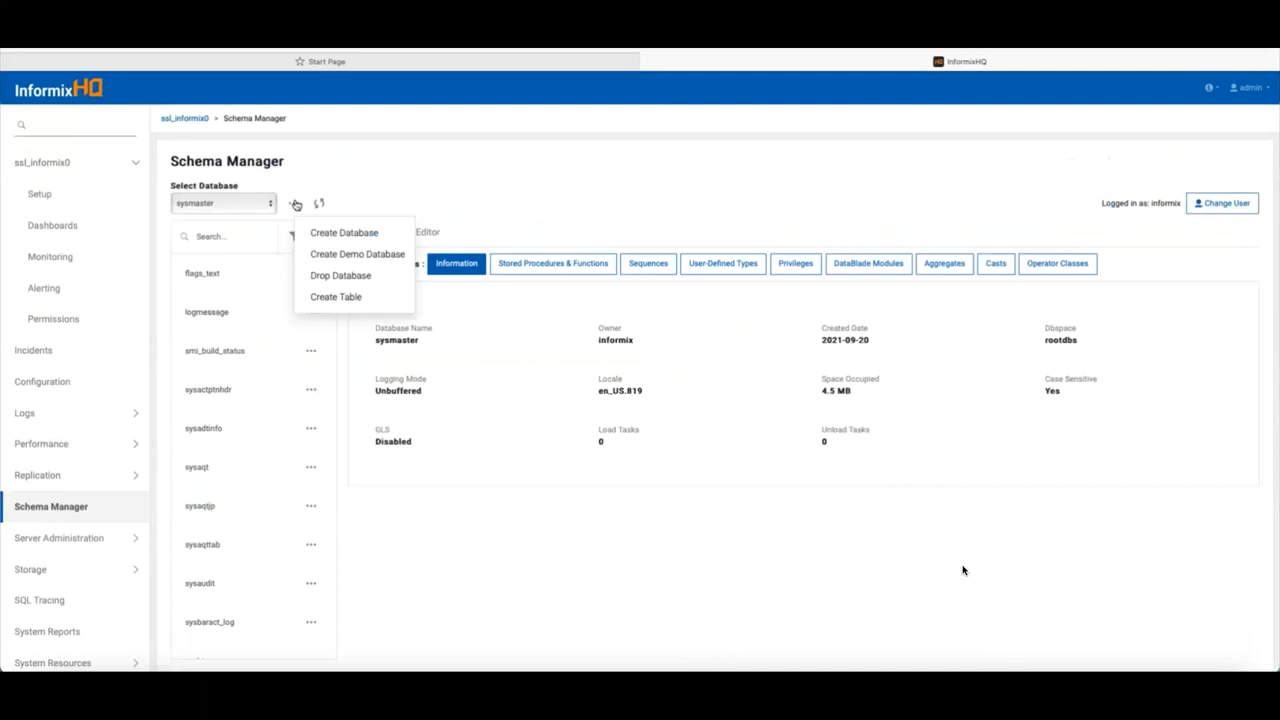 Start Page
InformixHQ
InformixHQ
admin
ssl_informix0 > Schema Manager
ssl_informix0
Setup
Dashboards
Monitoring
Alerting
Permissions
Incidents
Configuration
Logs
Performance
Replication
Schema Manager
Server Administration
Storage
SQL Tracing
System Reports
System Resources
Schema Manager
Select Database
sysmaster
Logged in as: informix
Change User
Search...
Create Database
Create Demo Database
Drop Database
Create Table
Editor
flags_text
logmessage
smi_build_status
sysactptnhdr
sysadtinfo
sysaqt
sysaqtjp
sysaqttab
sysaudit
sysbaract_log
Information
Stored Procedures & Functions
Sequences
User-Defined Types
Privileges
DataBlade Modules
Aggregates
Casts
Operator Classes
Database Name
sysmaster
Owner
informix
Created Date
2021-09-20
Dbspace
rootdbs
Logging Mode
Unbuffered
Locale
en_US.819
Space Occupied
4.5 MB
Case Sensitive
Yes
GLS
Disabled
Load Tasks
0
Unload Tasks
0